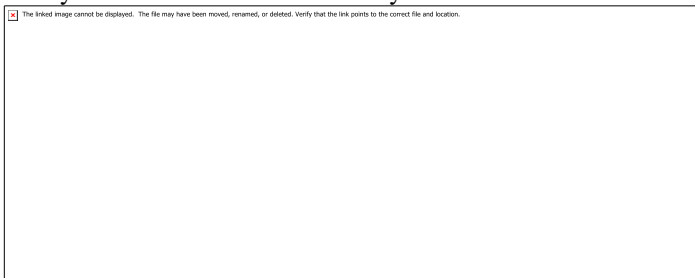 The linked image cannot be displayed. The file may have been moved, renamed, or deleted. Verify that the link points to the correct file and location.